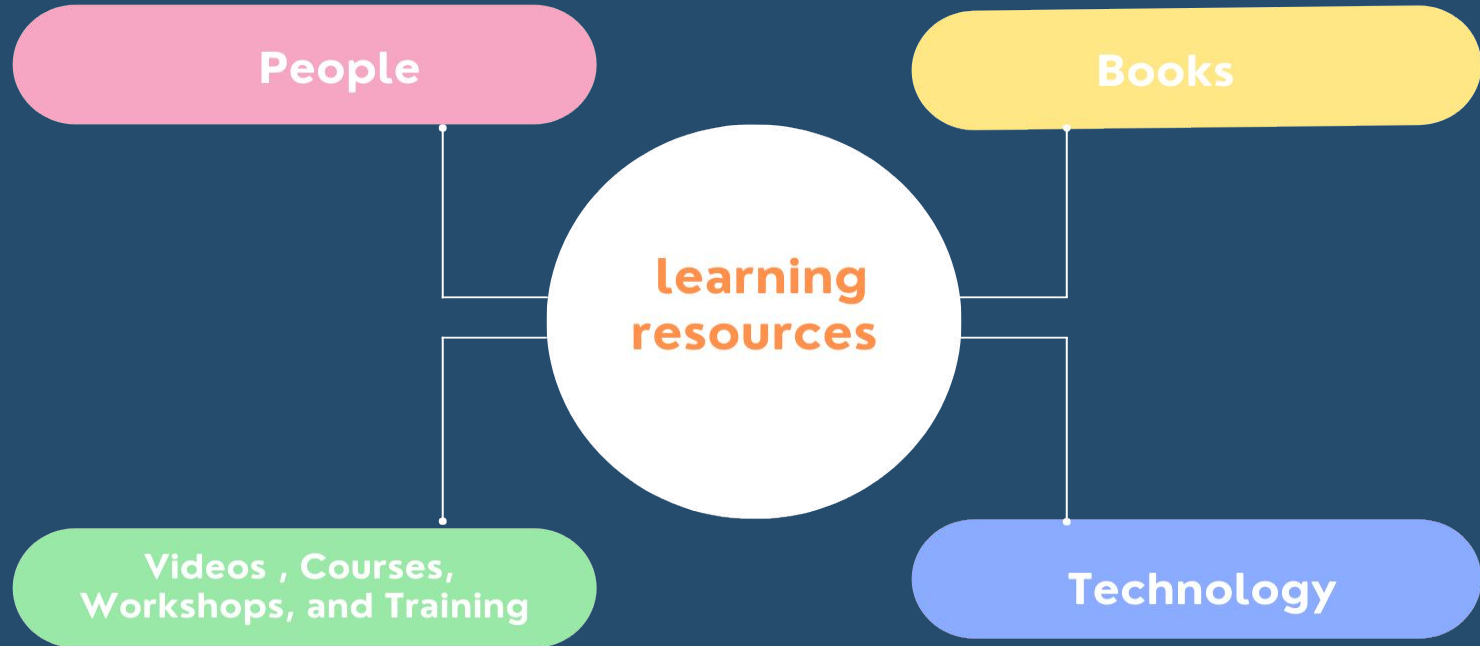 People
Books
learning
resources
Videos , Courses,
Workshops, and Training
Technology